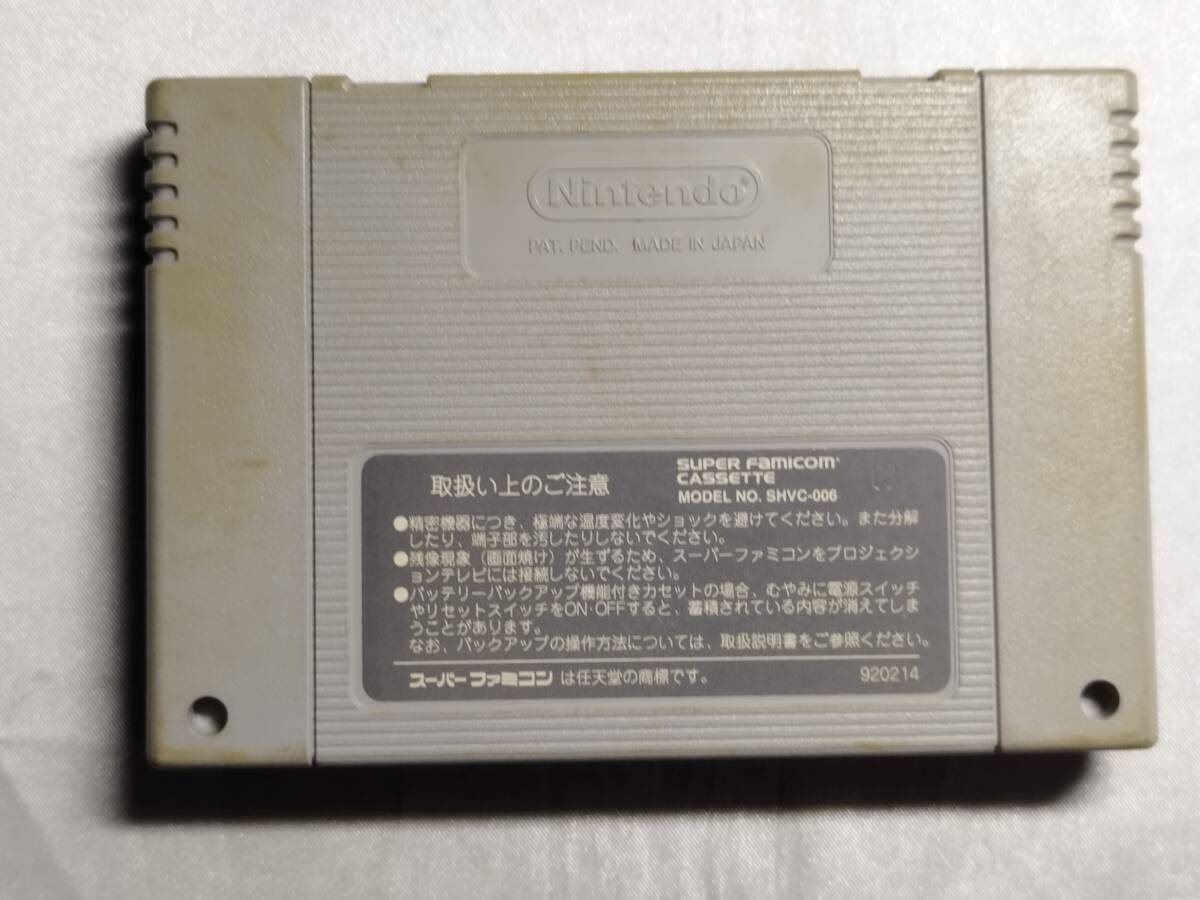 Nintendo®
PAT. PEND. MADE IN JAPAN
取扱い上のご注意
SUPER FAMICOM
CASSETTE
MODEL NO. SHVC-006
●精密機器につき、極端な温度変化やショックを避けてください。また分解
したり、端子部を汚したりしないでください。
●残像現象（画面焼け）が生ずるため、スーパーファミコンをプロジェクシ
ョンテレビには接続しないでください。
●バッテリーバックアップ機能付きカセットの場合、むやみに電源スイッチ
やリセットスイッチをON・OFFすると、蓄積されている内容が消えてしま
うことがあります。
なお、バックアップの操作方法については、取扱説明書をご参照ください。
スーパーファミコン は任天堂の商標です。
920214